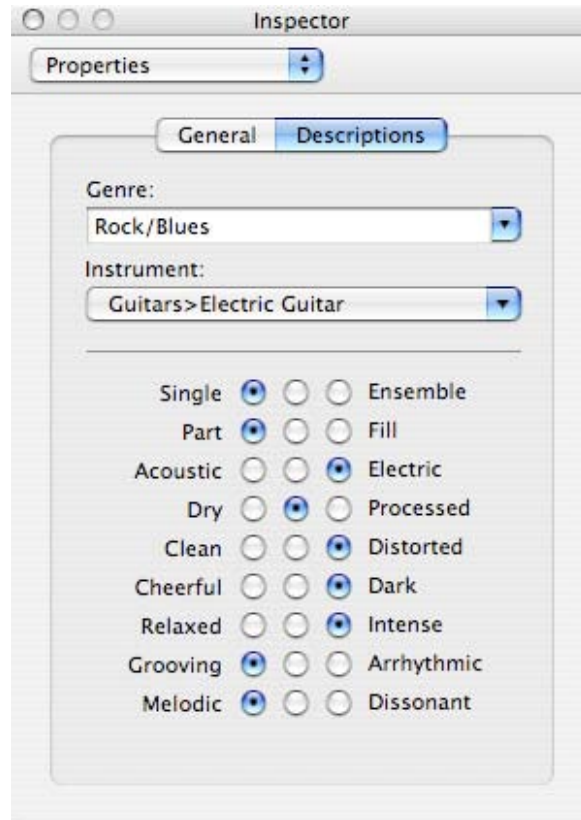 Inspector
Properties
General Descriptions
Genre:
Rock/Blues
Instrument:
Guitars>Electric Guitar
Single Ensemble
Part Fill
Acoustic Electric
Dry Processed
Clean Distorted
Cheerful Dark
Relaxed Intense
Grooving Arrhythmic
Melodic Dissonant